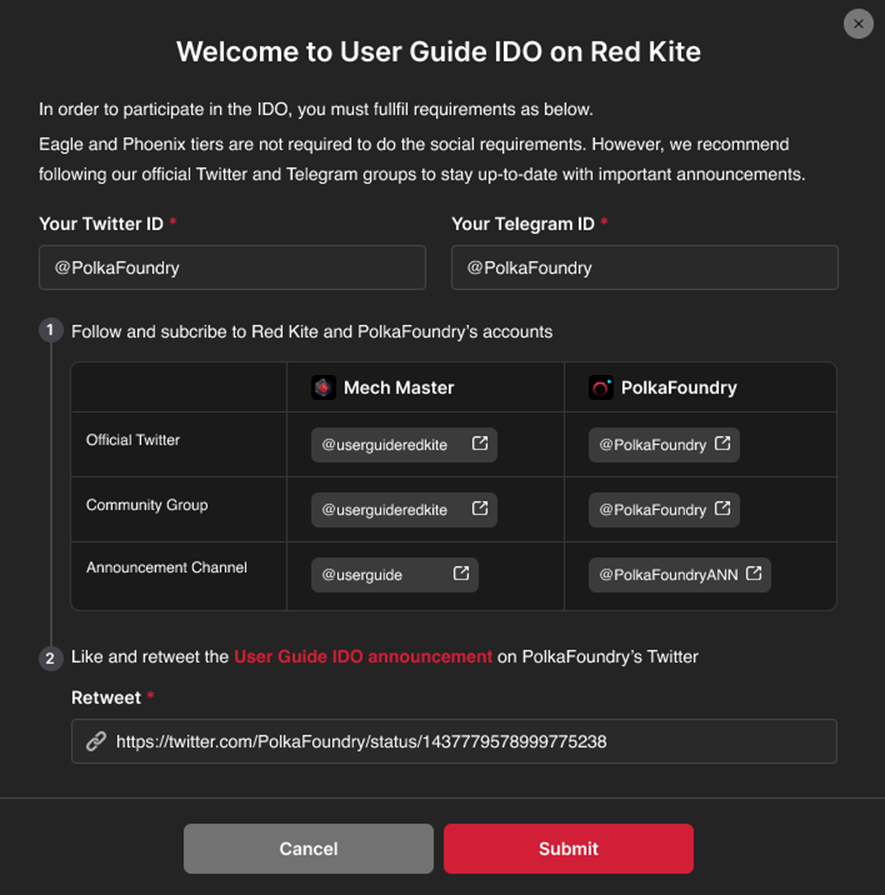 Welcome to User Guide IDO on Red Kite
In order to participate in the IDO, you must fullfil requirements as below.
Eagle and Phoenix tiers are not required to do the social requirements. However, we recommend
following our official Twitter and Telegram groups to stay up-to-date with important announcements.
Your Twitter ID *
Your Telegram ID *
@PolkaFoundry
@PolkaFoundry
1 Follow and subcribe to Red Kite and PolkaFoundry's accounts
Mech Master
PolkaFoundry
Official Twitter
@userguideredkite
@PolkaFoundry
Community Group
@userguideredkite
@PolkaFoundry
Announcement Channel
@userguide
@PolkaFoundryANN
2 Like and retweet the User Guide IDO announcement on PolkaFoundry's Twitter
Retweet *
https://twitter.com/PolkaFoundry/status/1437779578999775238
Cancel
Submit